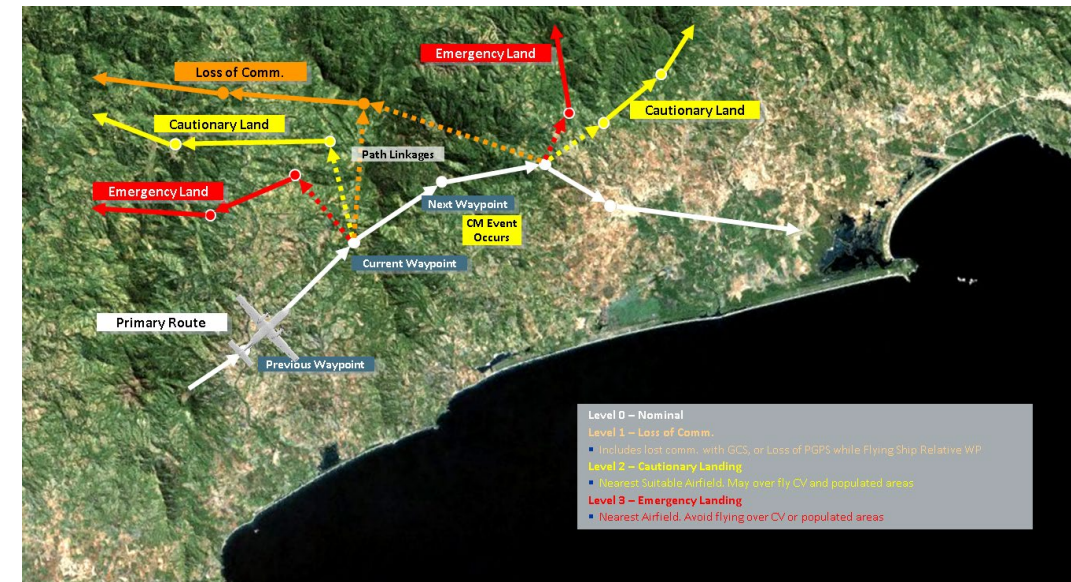 Emergency Land
Loss of Comm.
Cautionary Land
Cautionary Land
Path Linkages
Emergency Land
Next Waypoint
CM Event
Occurs
Current Waypoint
Primary Route
Previous Waypoint
Level 0 – Nominal
Level 1 – Loss of Comm.
▪ Includes lost comm. with GCS, or Loss of PGPS while Flying Ship Relative WP
Level 2 – Cautionary Landing
▪ Nearest Suitable Airfield. May over fly CV and populated areas
Level 3 – Emergency Landing
▪ Nearest Airfield. Avoid flying over CV or populated areas